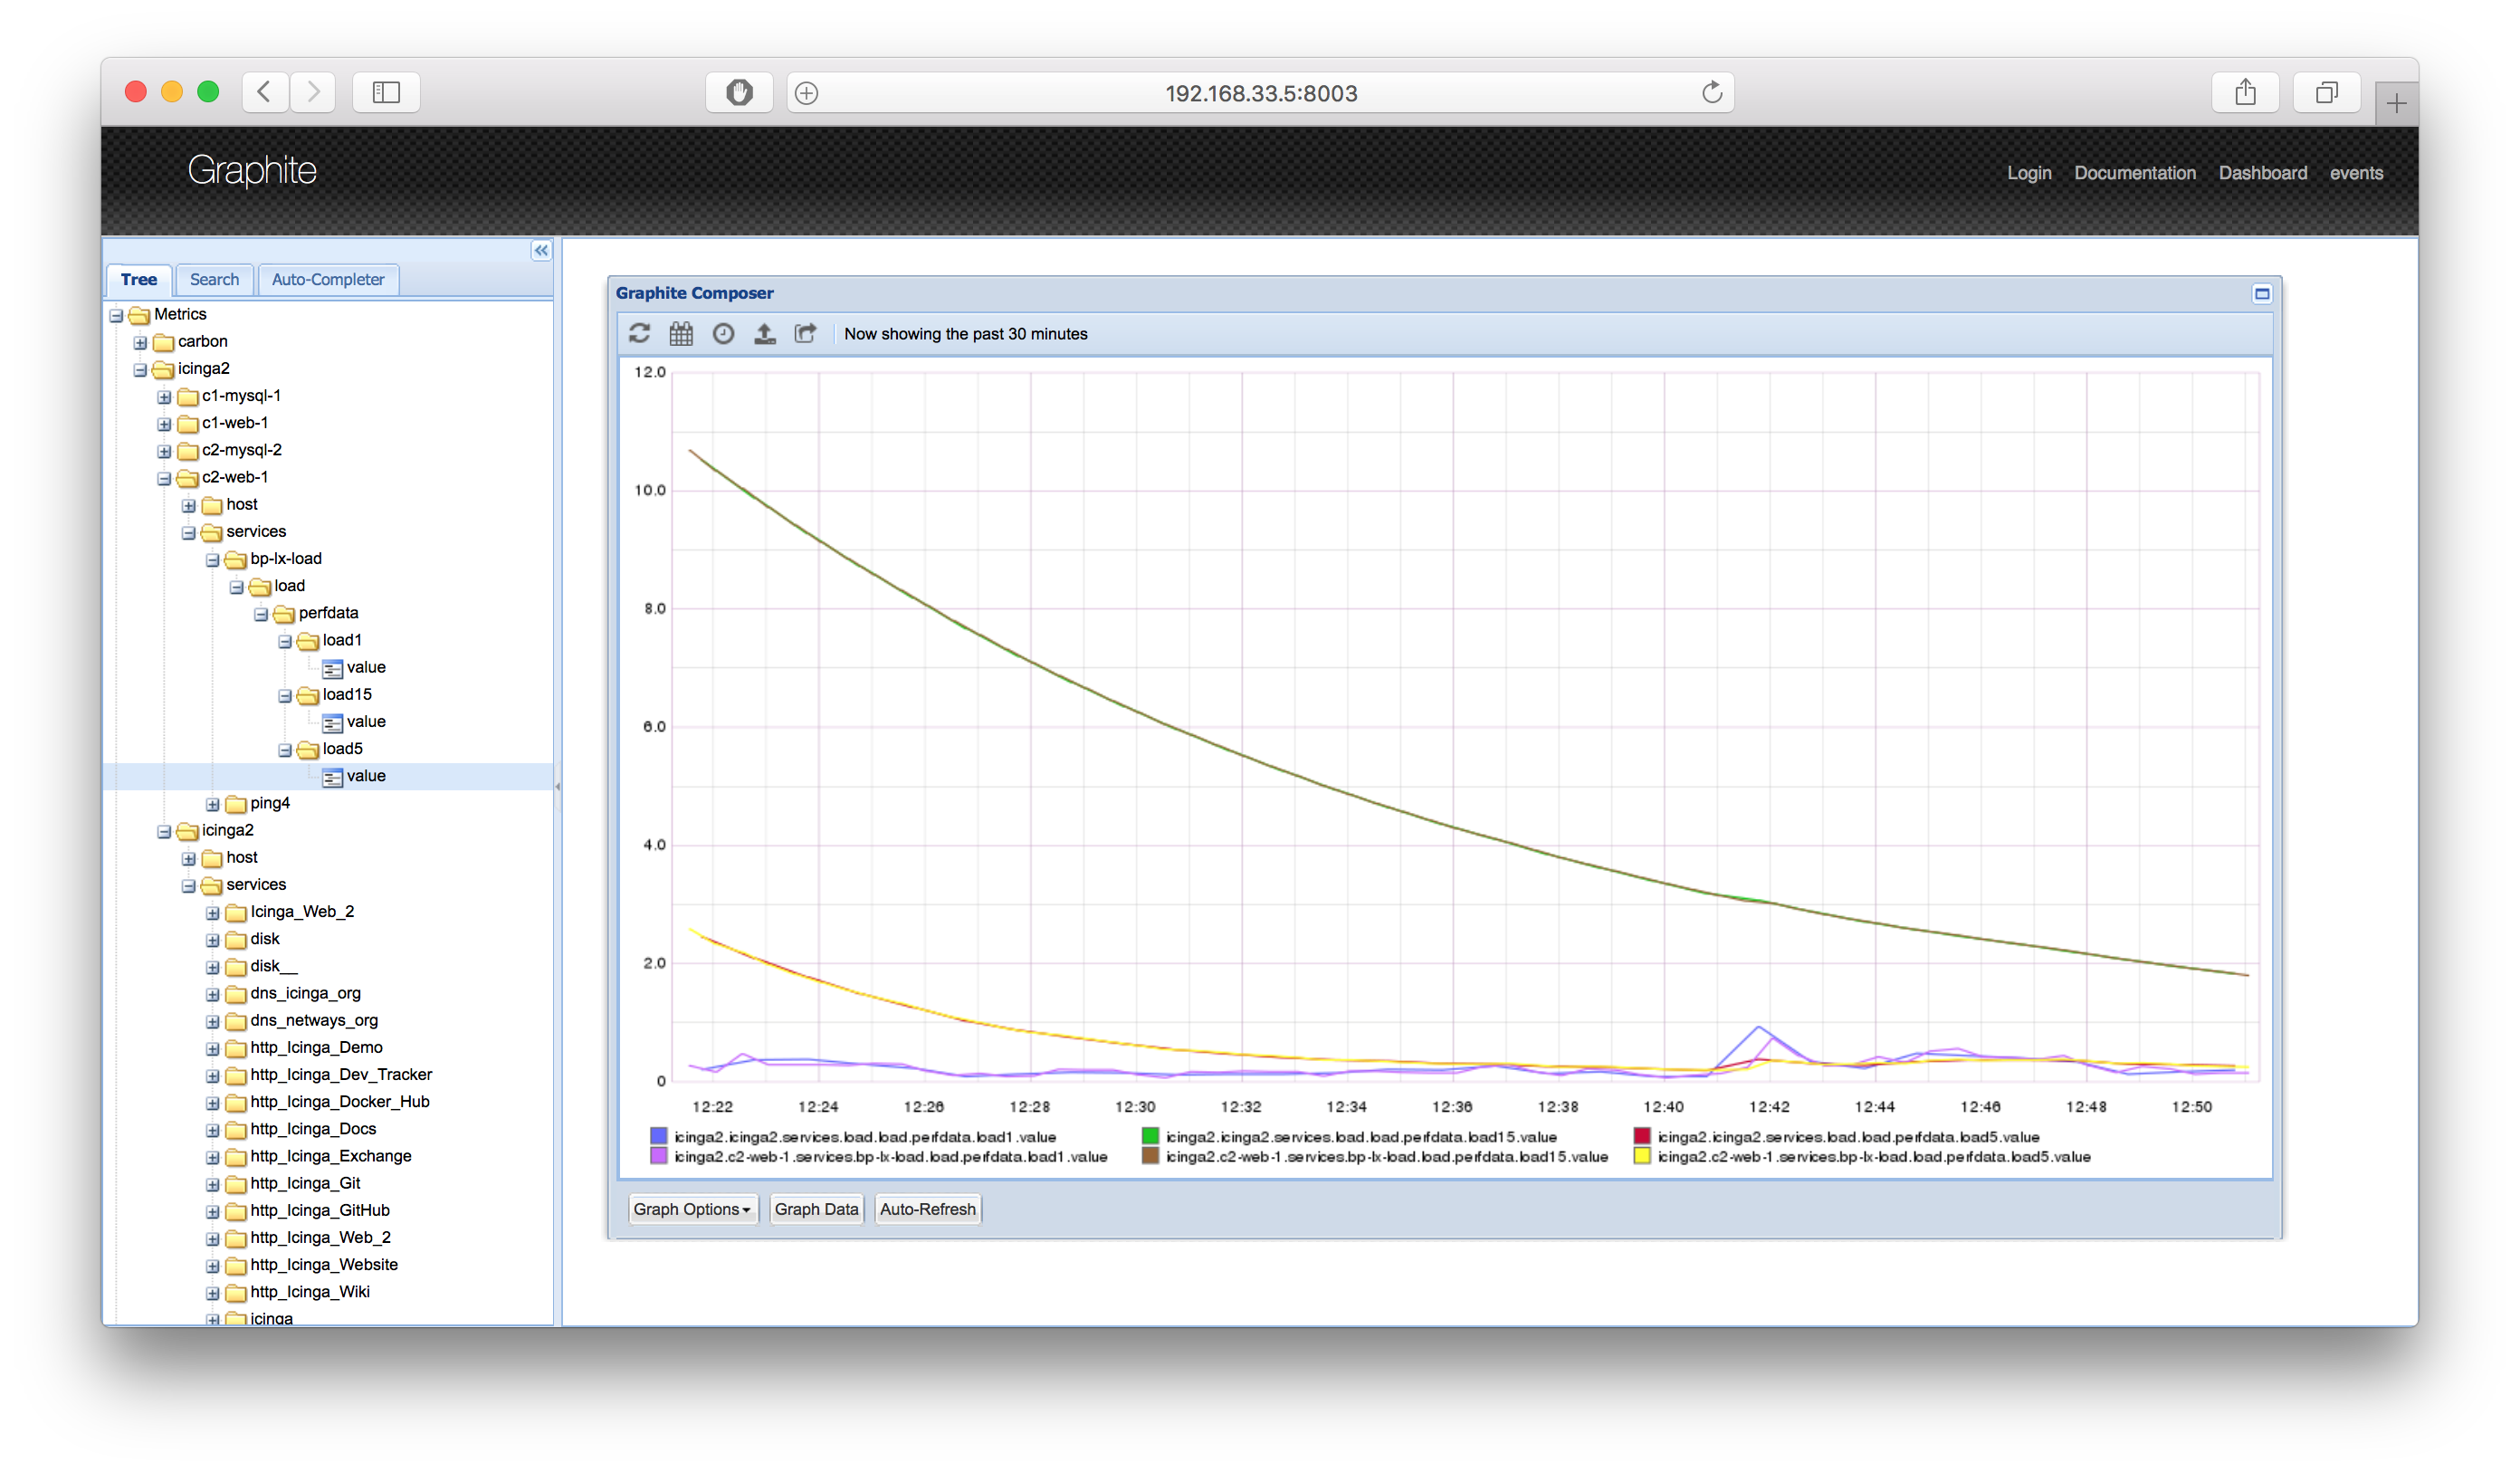 192.168.33.5:8003
Graphite
Login Documentation Dashboard events
Tree Search Auto-Completer
Metrics
carbon
icinga2
c1-mysql-1
c1-web-1
c2-mysql-2
c2-web-1
host
services
bp-lx-load
load
perfdata
load1
value
load15
value
load5
value
ping4
icinga2
host
services
Icinga_Web_2
disk
disk__
dns_icinga_org
dns_netways_org
http_Icinga_Demo
http_Icinga_Dev_Tracker
http_Icinga_Docker_Hub
http_Icinga_Docs
http_Icinga_Exchange
http_Icinga_Git
http_Icinga_GitHub
http_Icinga_Web_2
http_Icinga_Website
http_Icinga_Wiki
icinga
Graphite Composer
Now showing the past 30 minutes
12.0
10.0
8.0
6.0
4.0
2.0
0
12:22 12:24 12:26 12:28 12:30 12:32 12:34 12:36 12:38 12:40 12:42 12:44 12:46 12:48 12:50
icinga2.icinga2.services.load.load.perfdata.load1.value icinga2.icinga2.services.load.load.perfdata.load15.value icinga2.icinga2.services.load.load.perfdata.load5.value
icinga2.c2-web-1.services.bp-lx-load.load.perfdata.load1.value icinga2.c2-web-1.services.bp-lx-load.load.perfdata.load15.value icinga2.c2-web-1.services.bp-lx-load.load.perfdata.load5.value
Graph Options Graph Data Auto-Refresh